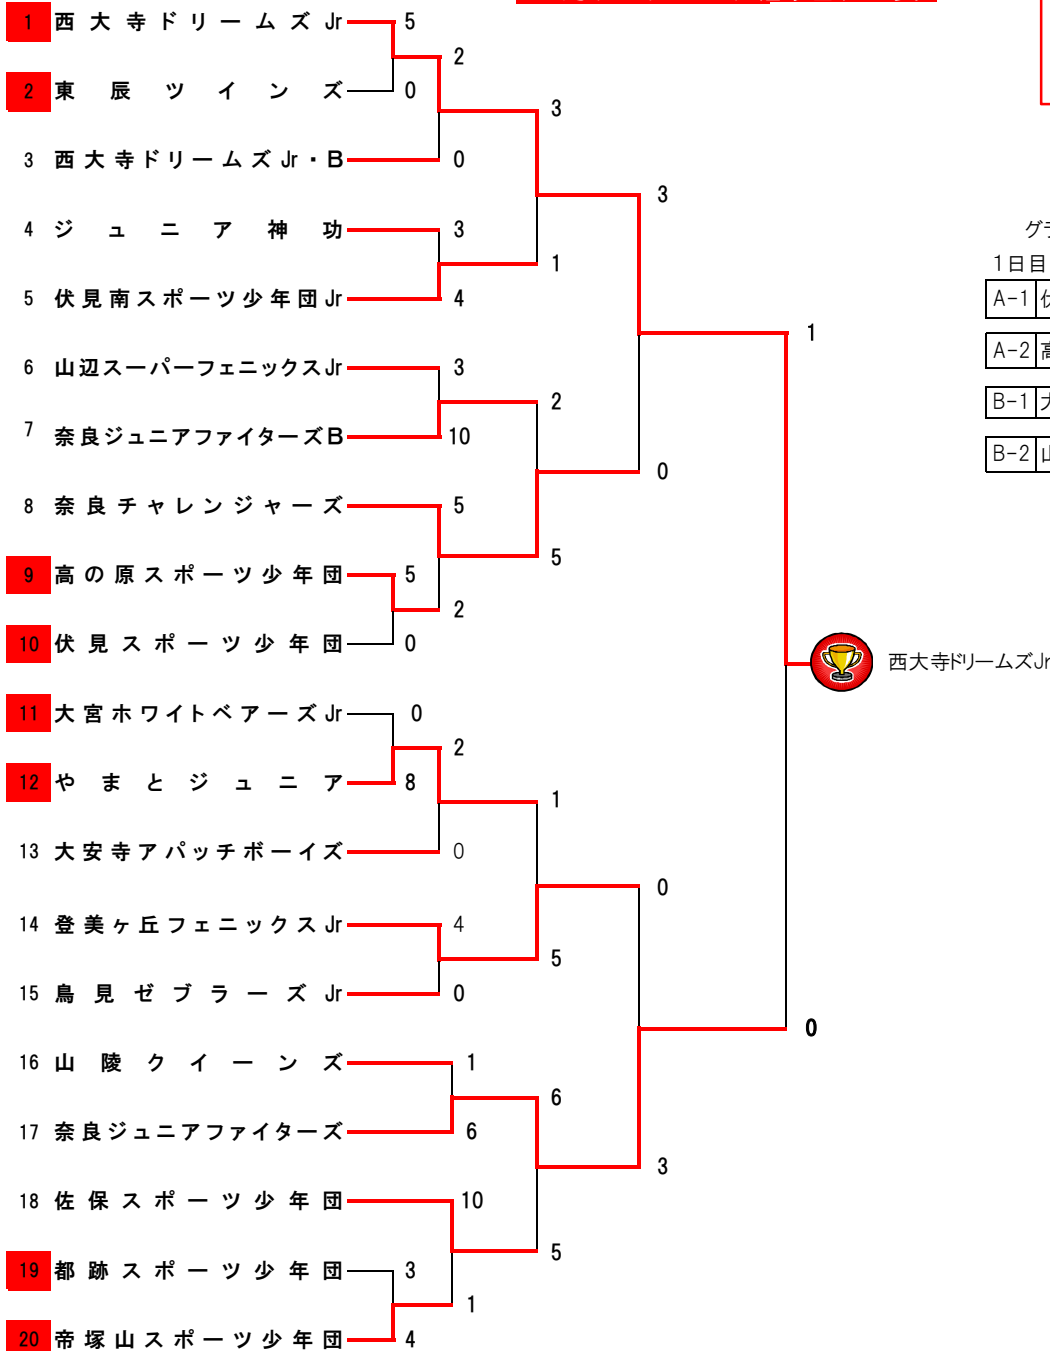 1 西大寺ドリームズJr 5
2
2 東辰ツインズ 0
3
3 西大寺ドリームズJr・B 0
3
4 ジュニア神功 3
1
5 伏見南スポーツ少年団Jr 4
1
6 山辺スーパーフェニックスJr 3
2
7 奈良ジュニアファイターズB 10
0
8 奈良チャレンジャーズ 5
5
9 高の原スポーツ少年団 5
2
10 伏見スポーツ少年団 0
西大寺ドリームズJr
11 大宮ホワイトベアーズJr 0
2
12 やまとジュニア 8
1
13 大安寺アパッチボーイズ 0
0
14 登美ヶ丘フェニックスJr 4
5
15 鳥見ゼブラーズJr 0
0
16 山陵クイーンズ 1
6
17 奈良ジュニアファイターズ 6
3
18 佐保スポーツ少年団 10
5
19 都跡スポーツ少年団 3
1
20 帝塚山スポーツ少年団 4
1日目
A-1
A-2
B-1
B-2